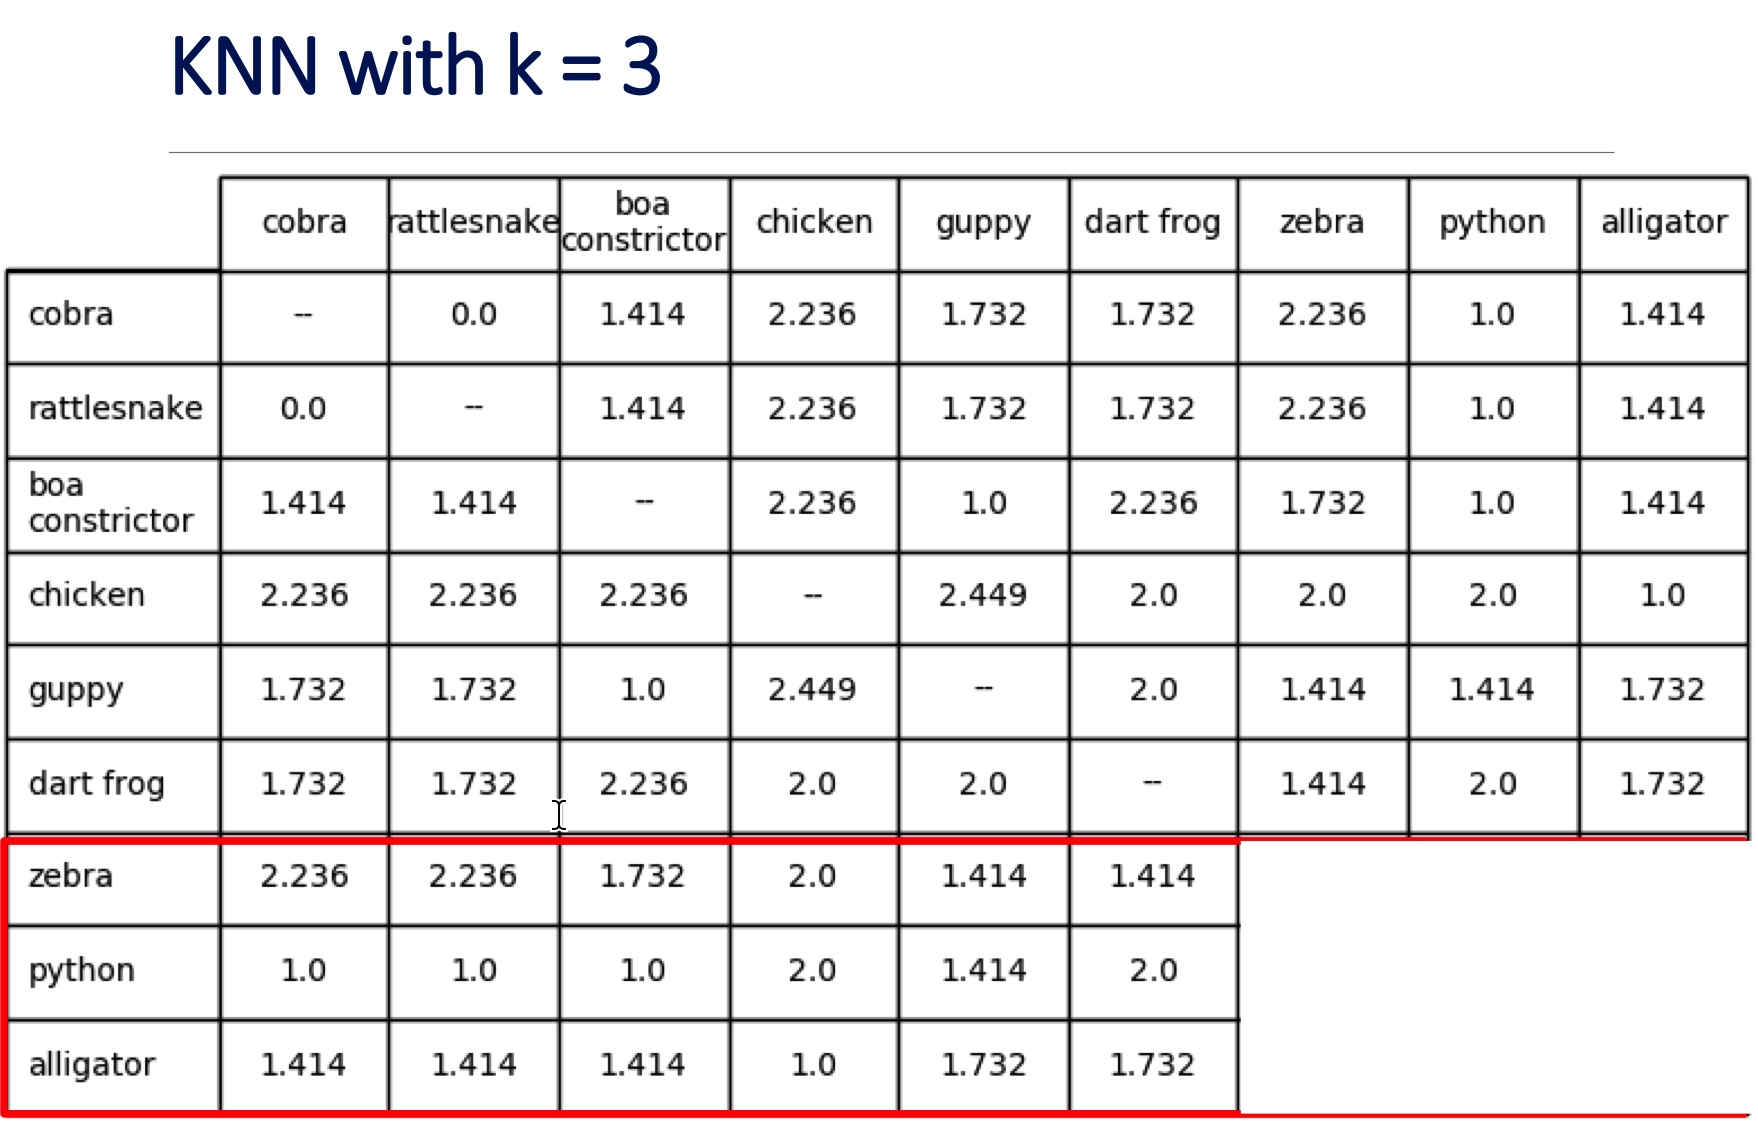 KNN with k = 3
cobra rattlesnake boa constrictor chicken guppy dart frog zebra python alligator
cobra -- 0.0 1.414 2.236 1.732 1.732 2.236 1.0 1.414
rattlesnake 0.0 -- 1.414 2.236 1.732 1.732 2.236 1.0 1.414
boa constrictor 1.414 1.414 -- 2.236 1.0 2.236 1.732 1.0 1.414
chicken 2.236 2.236 2.236 -- 2.449 2.0 2.0 2.0 1.0
guppy 1.732 1.732 1.0 2.449 -- 2.0 1.414 1.414 1.732
dart frog 1.732 1.732 2.236 2.0 2.0 -- 1.414 2.0 1.732
zebra 2.236 2.236 1.732 2.0 1.414 1.414
python 1.0 1.0 1.0 2.0 1.414 2.0
alligator 1.414 1.414 1.414 1.0 1.732 1.732